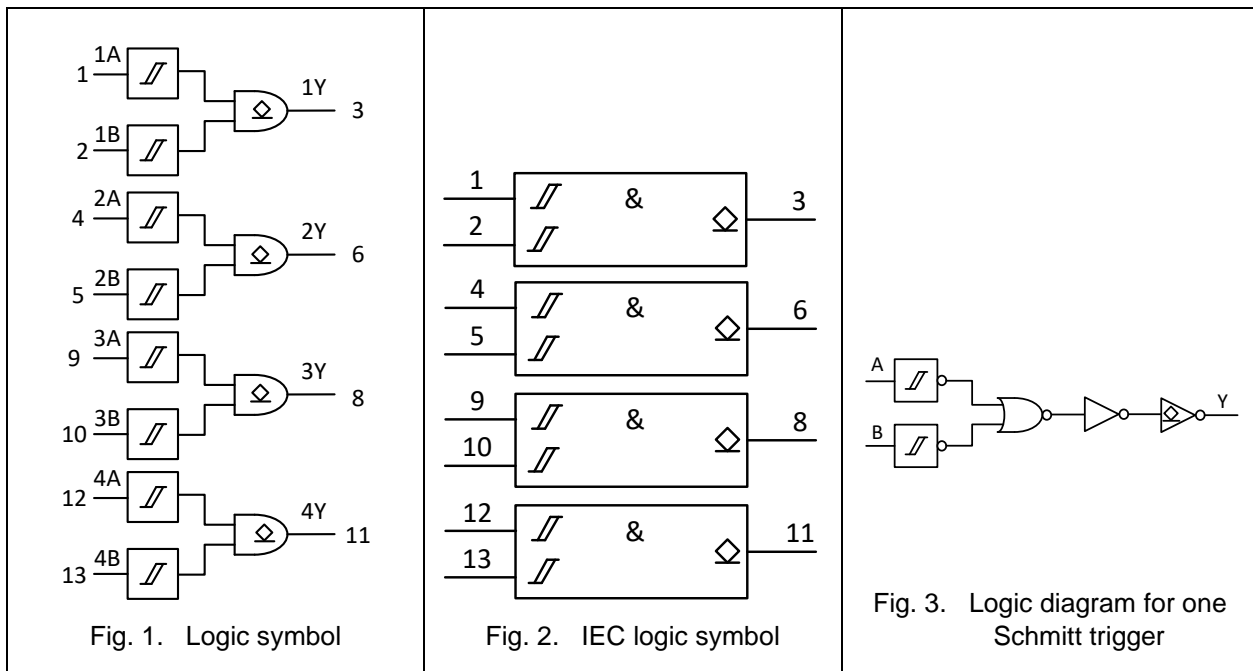 1A
1
1Y
3
1B
2
2A
4
2Y
6
2B
5
3A
9
3Y
8
3B
10
4A
12
4Y
11
4B
13
Fig. 1. Logic symbol
1
&
2
3
4
&
5
6
9
&
10
8
12
&
13
11
Fig. 2. IEC logic symbol
A
B
Y
Fig. 3. Logic diagram for one
Schmitt trigger